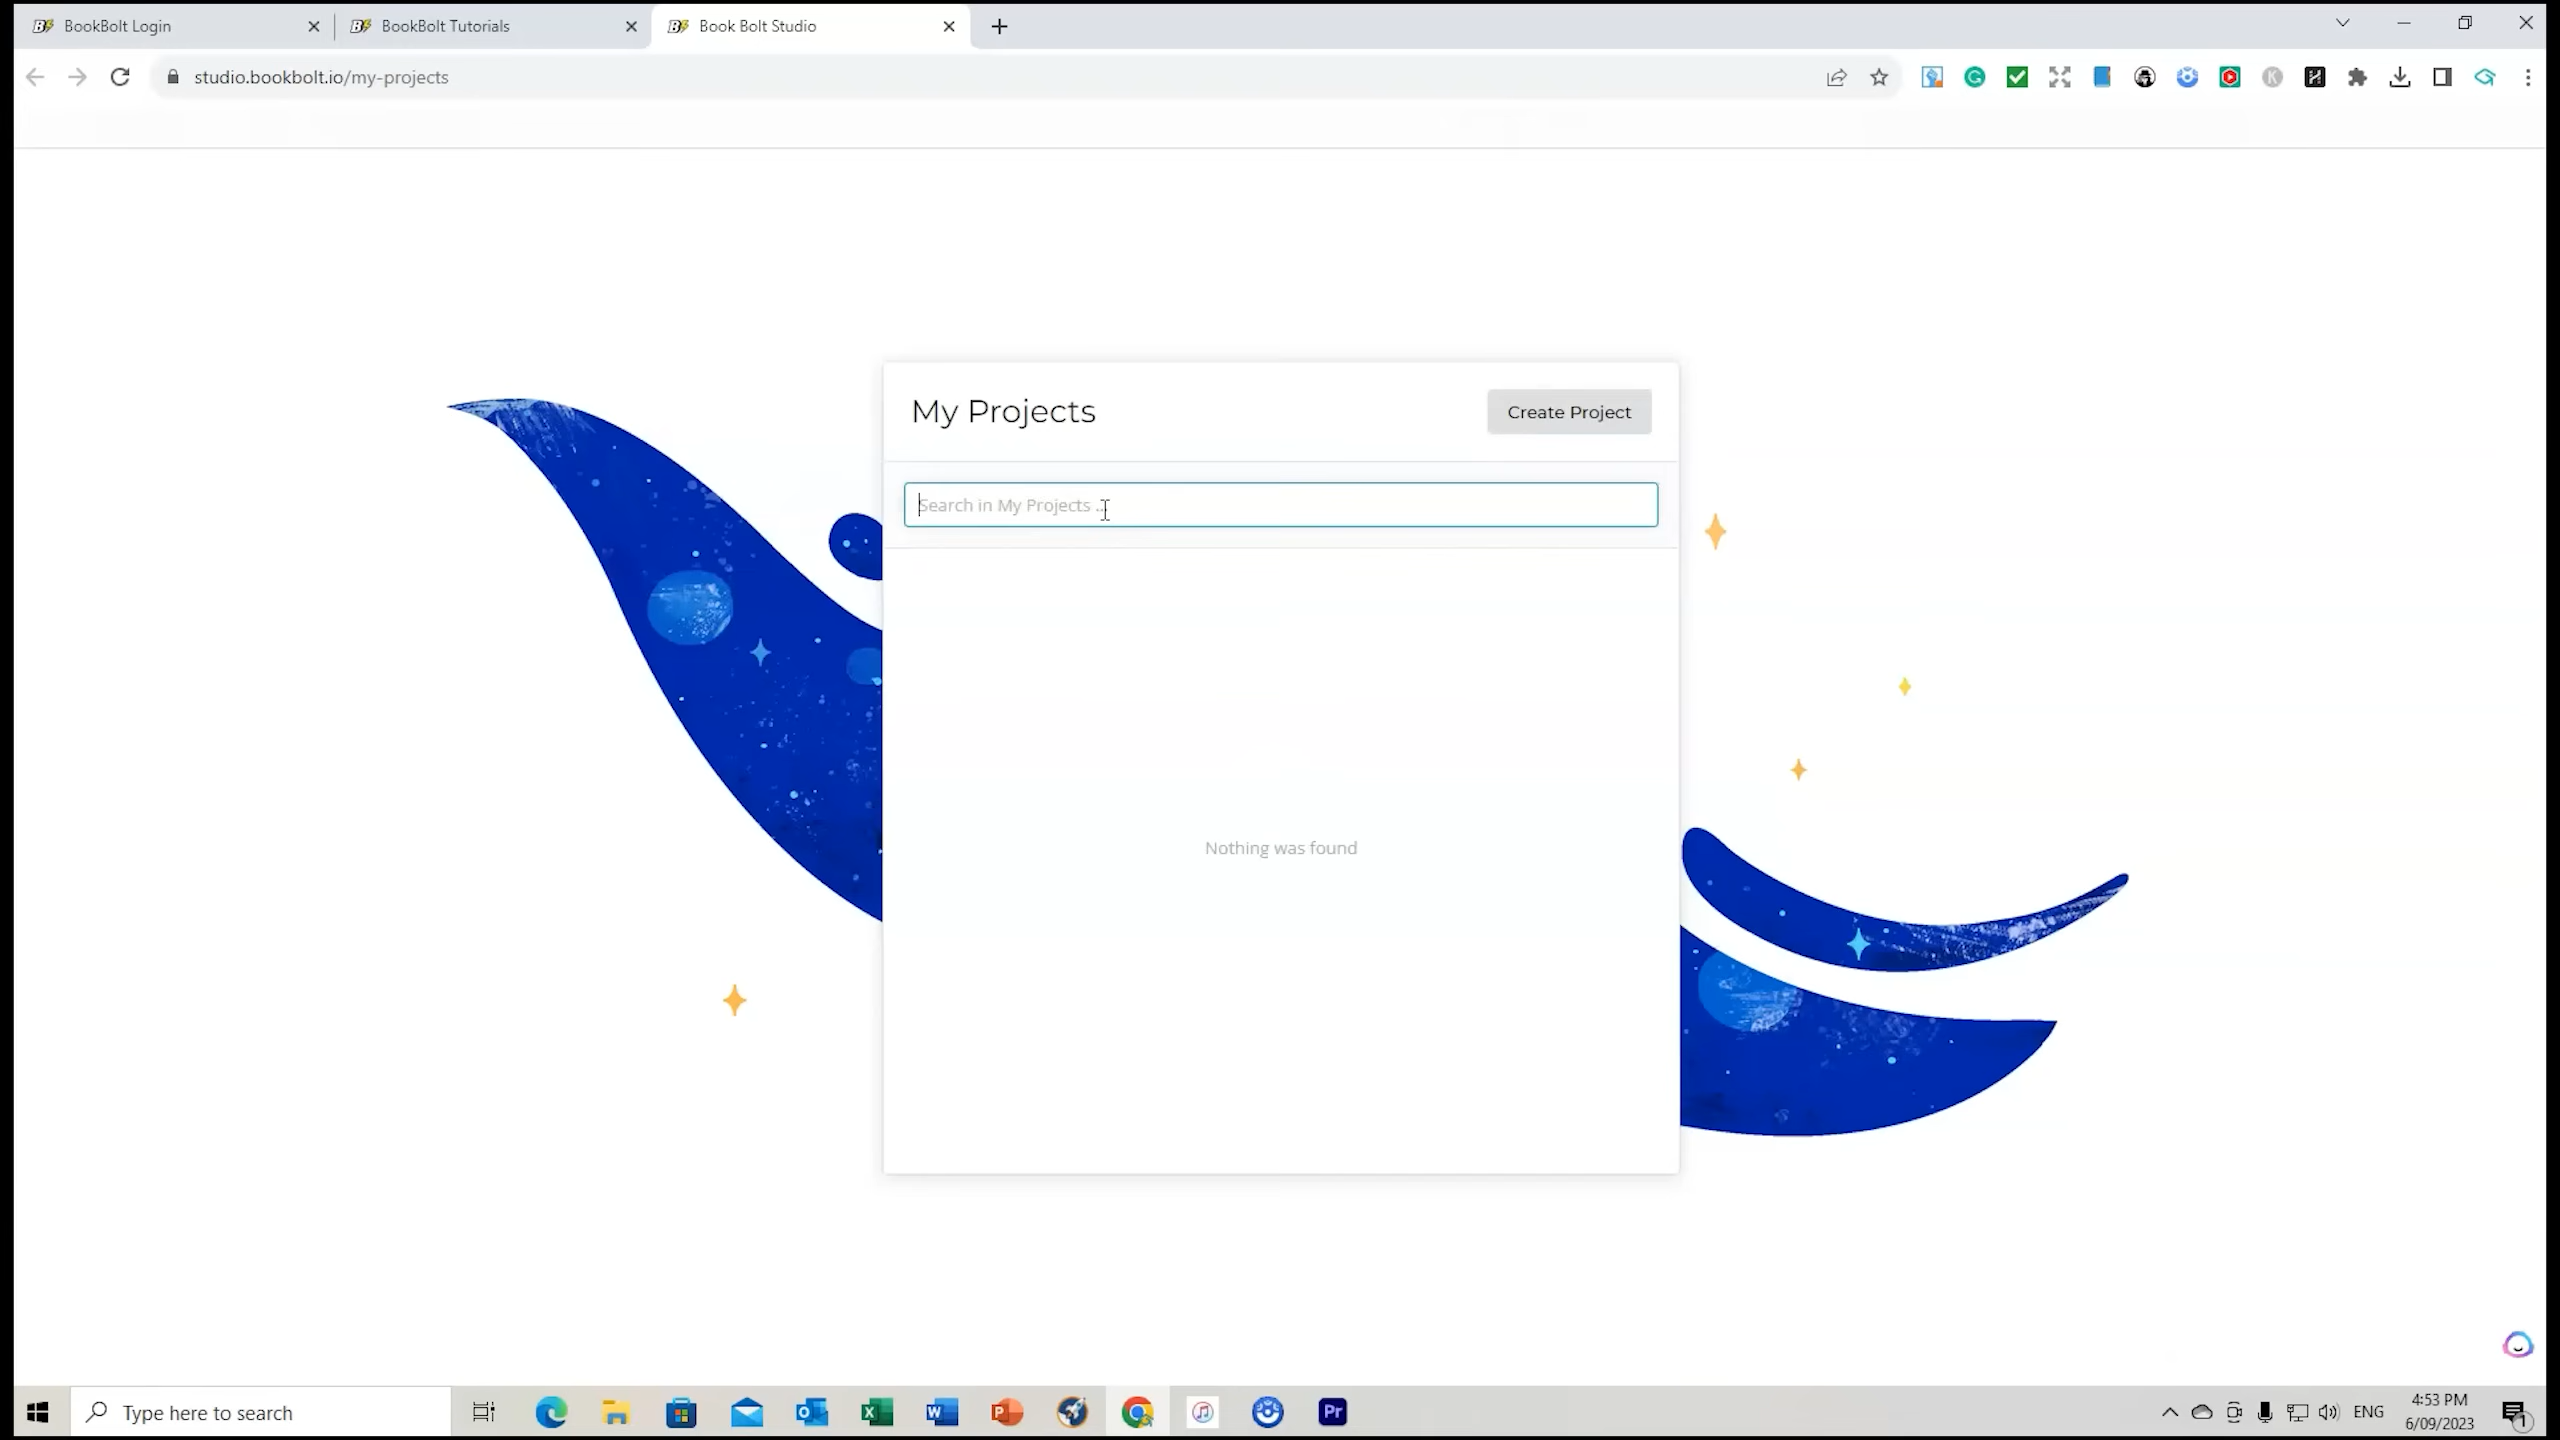 BookBolt Login
BookBolt Tutorials
Book Bolt Studio
studio.bookbolt.io/my-projects
My Projects
Create Project
Search in My Projects ...
Nothing was found
Type here to search
ENG
4:53 PM
6/09/2023
1